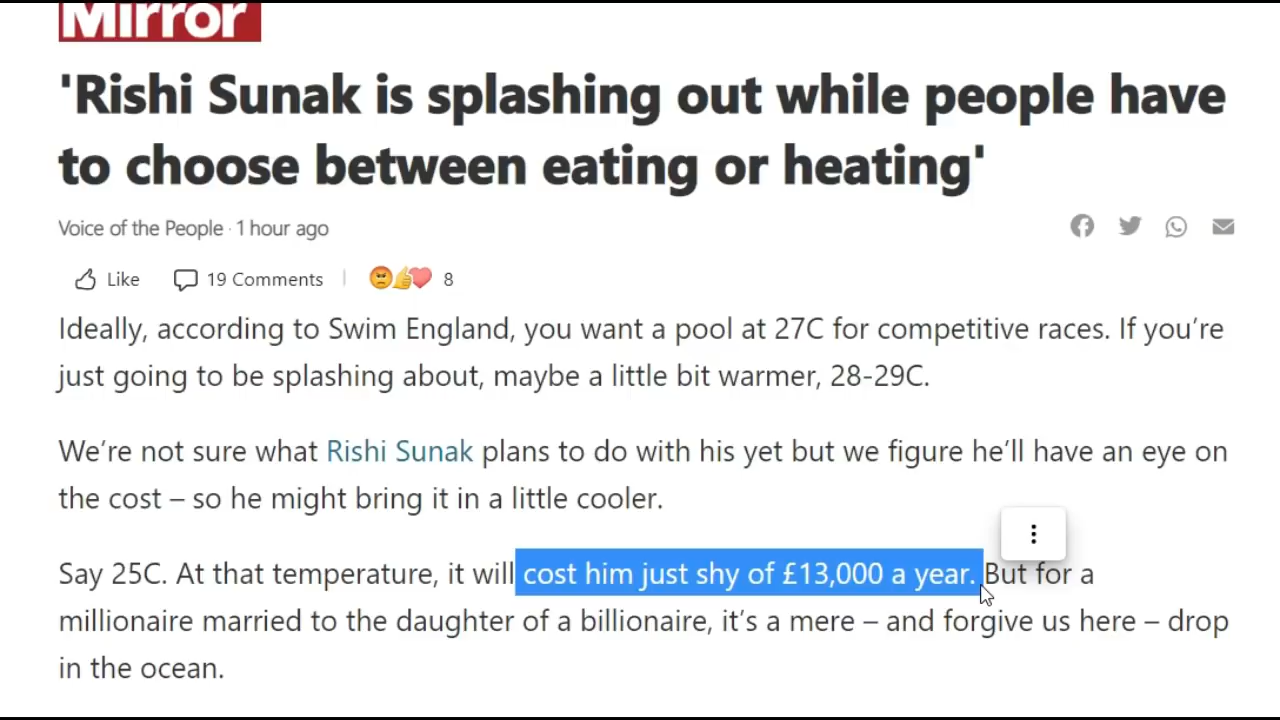 Mirror
'Rishi Sunak is splashing out while people have
to choose between eating or heating'
Voice of the People · 1 hour ago
Like
19 Comments
8
Ideally, according to Swim England, you want a pool at 27C for competitive races. If you’re
just going to be splashing about, maybe a little bit warmer, 28-29C.
We’re not sure what Rishi Sunak plans to do with his yet but we figure he’ll have an eye on
the cost – so he might bring it in a little cooler.
Say 25C. At that temperature, it will cost him just shy of £13,000 a year. But for a
millionaire married to the daughter of a billionaire, it’s a mere – and forgive us here – drop
in the ocean.